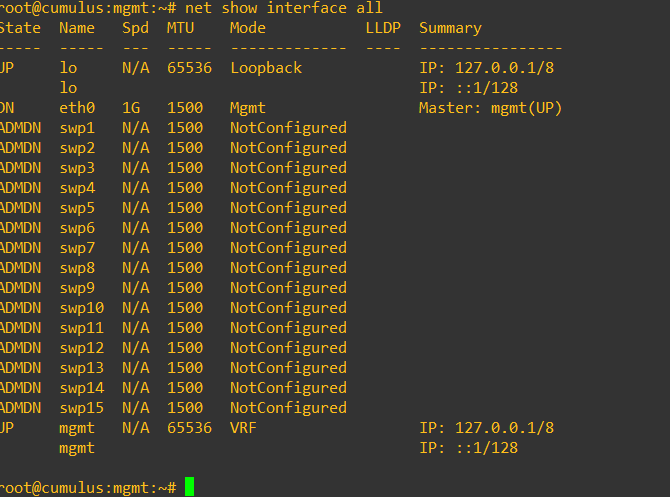 root@cumulus:mgmt:~# net show interface all
State  Name   Spd  MTU    Mode           LLDP  Summary
-----  -----  ---  -----  -------------  ----  ----------------
UP     lo     N/A  65536  Loopback             IP: 127.0.0.1/8
       lo                                      IP: ::1/128
DN     eth0   1G   1500   Mgmt                 Master: mgmt(UP)
ADMDN  swp1   N/A  1500   NotConfigured
ADMDN  swp2   N/A  1500   NotConfigured
ADMDN  swp3   N/A  1500   NotConfigured
ADMDN  swp4   N/A  1500   NotConfigured
ADMDN  swp5   N/A  1500   NotConfigured
ADMDN  swp6   N/A  1500   NotConfigured
ADMDN  swp7   N/A  1500   NotConfigured
ADMDN  swp8   N/A  1500   NotConfigured
ADMDN  swp9   N/A  1500   NotConfigured
ADMDN  swp10  N/A  1500   NotConfigured
ADMDN  swp11  N/A  1500   NotConfigured
ADMDN  swp12  N/A  1500   NotConfigured
ADMDN  swp13  N/A  1500   NotConfigured
ADMDN  swp14  N/A  1500   NotConfigured
ADMDN  swp15  N/A  1500   NotConfigured
UP     mgmt   N/A  65536  VRF                  IP: 127.0.0.1/8
       mgmt                                    IP: ::1/128
root@cumulus:mgmt:~#